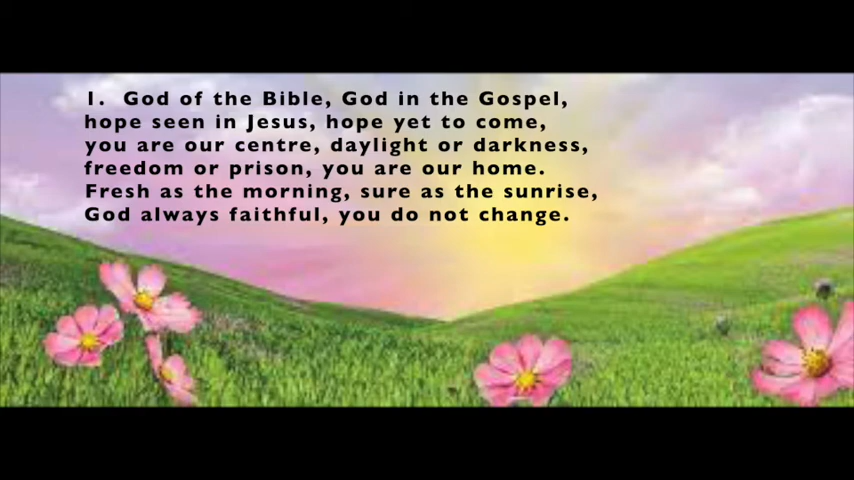 1. God of the Bible, God in the Gospel,
hope seen in Jesus, hope yet to come,
you are our centre, daylight or darkness,
freedom or prison, you are our home.
Fresh as the morning, sure as the sunrise,
God always faithful, you do not change.